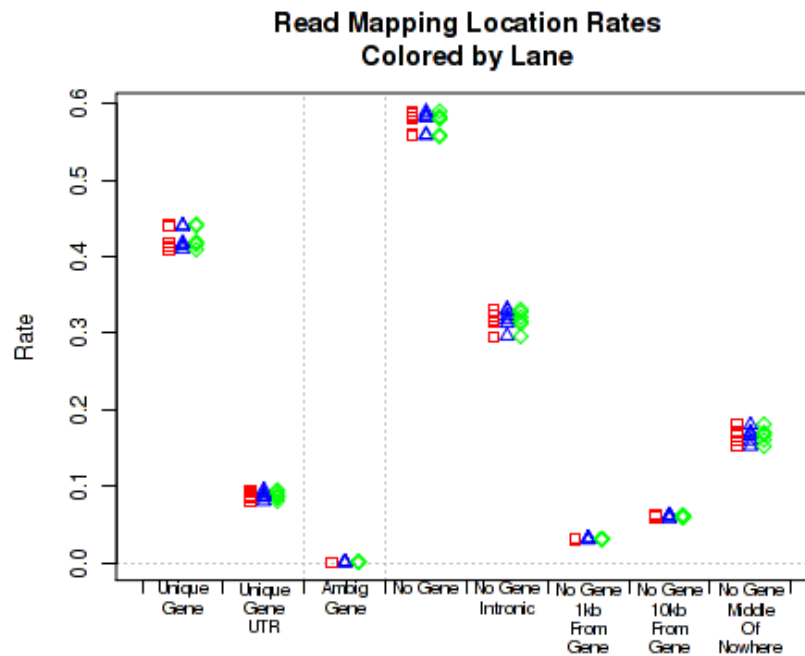 Read Mapping Location Rates
Colored by Lane
0.6
0.5
0.4
0.3
0.2
0.1
0.0
Rate
Unique
Gene
Unique
Gene
UTR
Ambig
Gene
No Gene
No Gene
Intronic
No Gene
1kb
From
Gene
No Gene
10kb
From
Gene
No Gene
Middle
Of
Nowhere